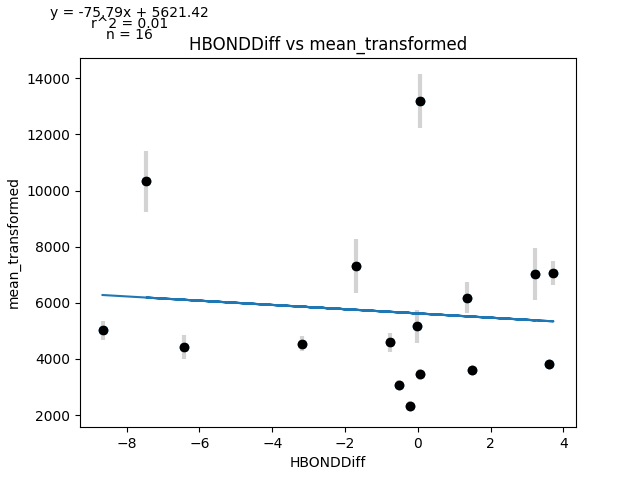 y = -75.79x + 5621.42
r^2 = 0.01
n = 16
HBONDDiff vs mean_transformed
14000
12000
10000
8000
6000
4000
2000
mean_transformed
−8
−6
−4
−2
0
2
4
HBONDDiff